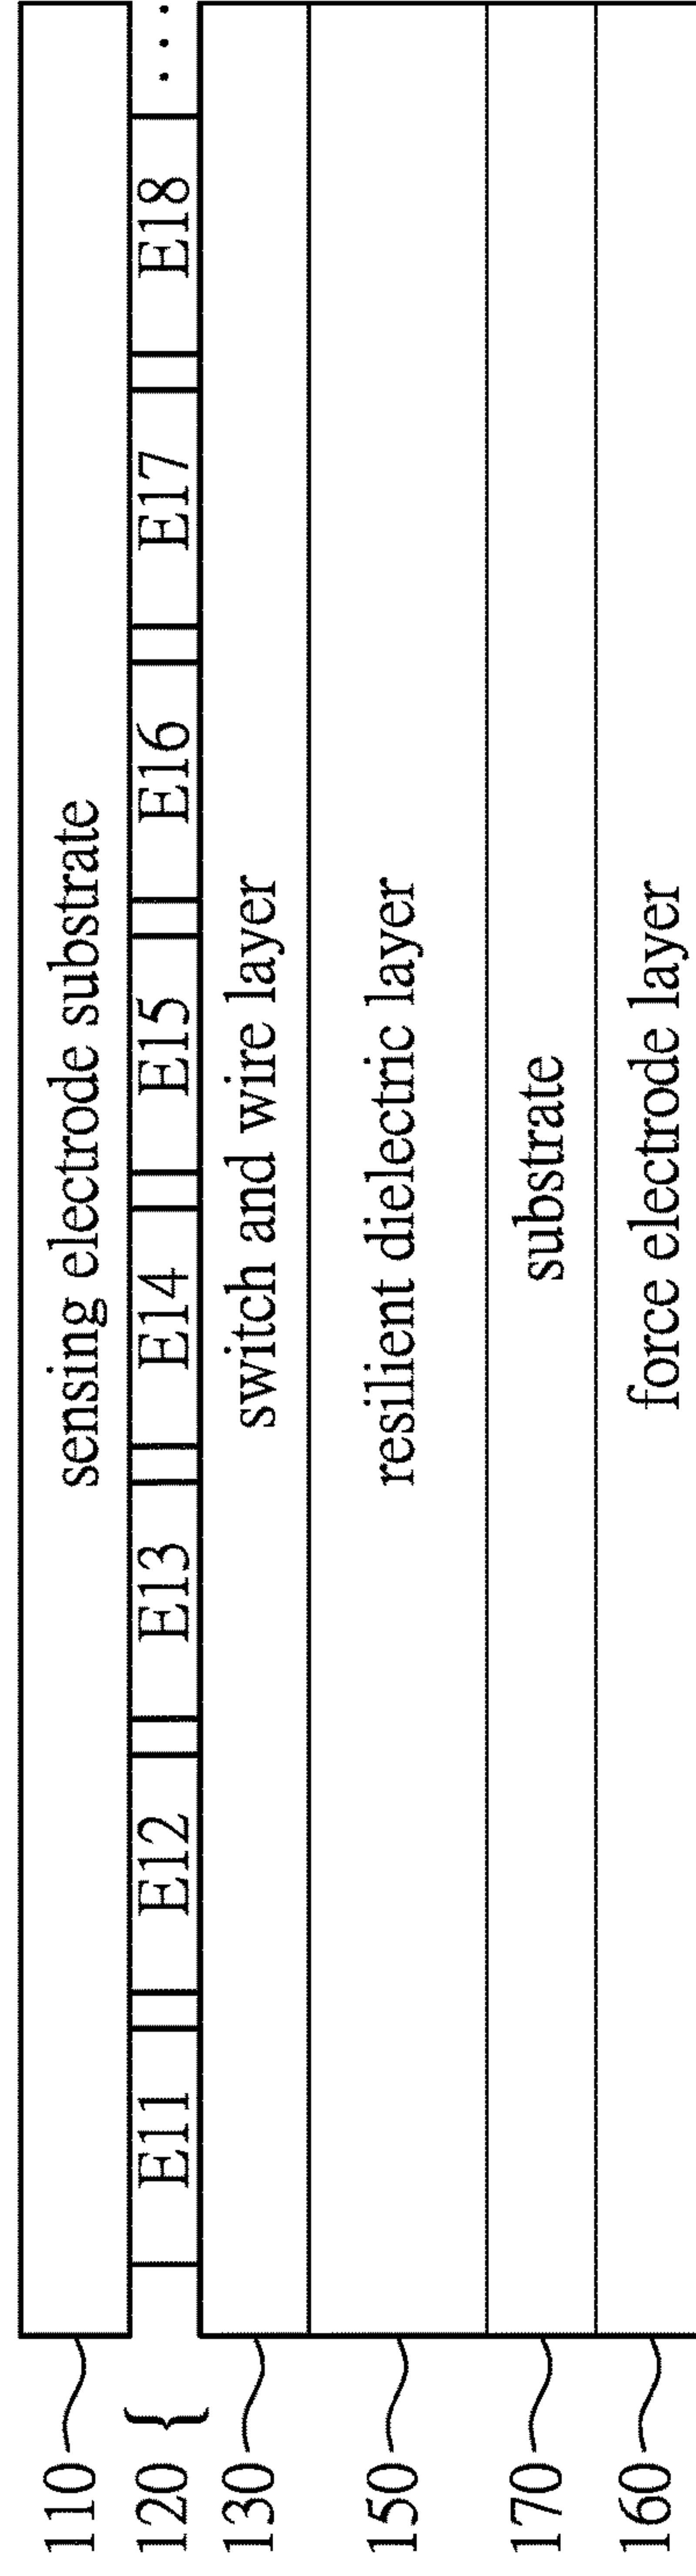 110 sensing electrode substrate
120 { E11 E12 E13 E14 E15 E16 E17 E18 ...
130 switch and wire layer
150 resilient dielectric layer
170 substrate
160 force electrode layer